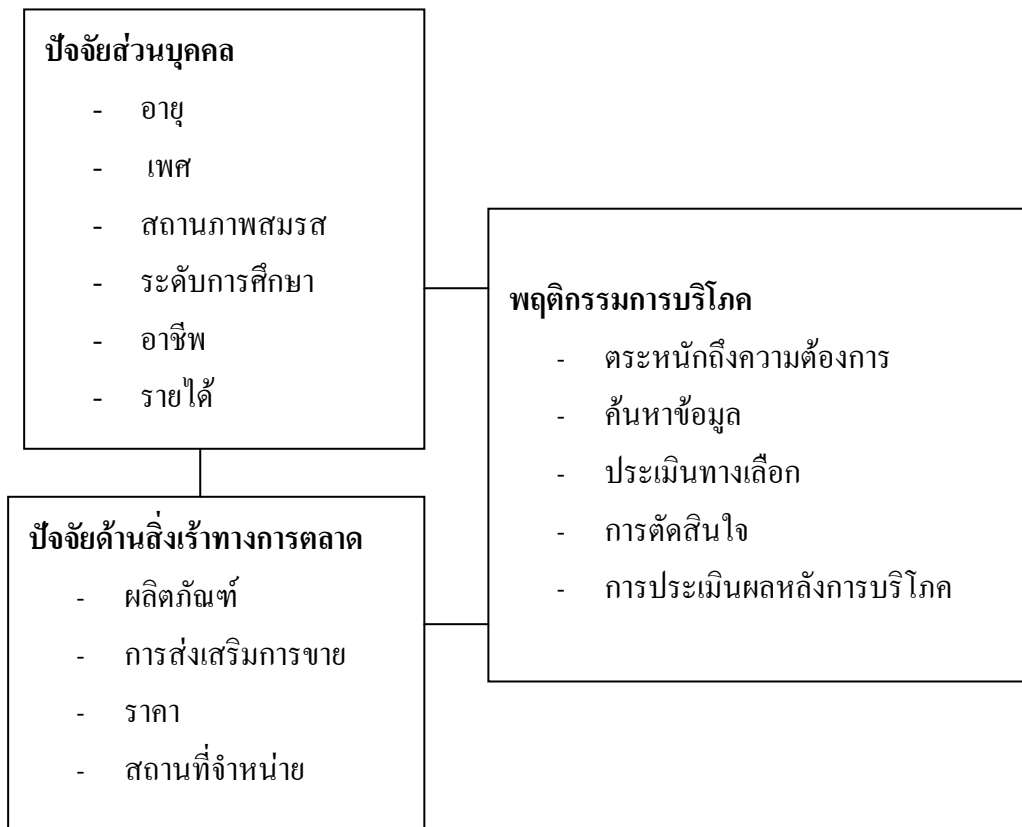 ปัจจัยส่วนบุคคล
- อายุ
- เพศ
- สถานภาพสมรส
- ระดับการศึกษา
- อาชีพ
- รายได้
ปัจจัยด้านสิ่งเร้าทางการตลาด
- ผลิตภัณฑ์
- การส่งเสริมการขาย
- ราคา
- สถานที่จำหน่าย
พฤติกรรมการบริโภค
- ตระหนักถึงความต้องการ
- ค้นหาข้อมูล
- ประเมินทางเลือก
- การตัดสินใจ
- การประเมินผลหลังการบริโภค